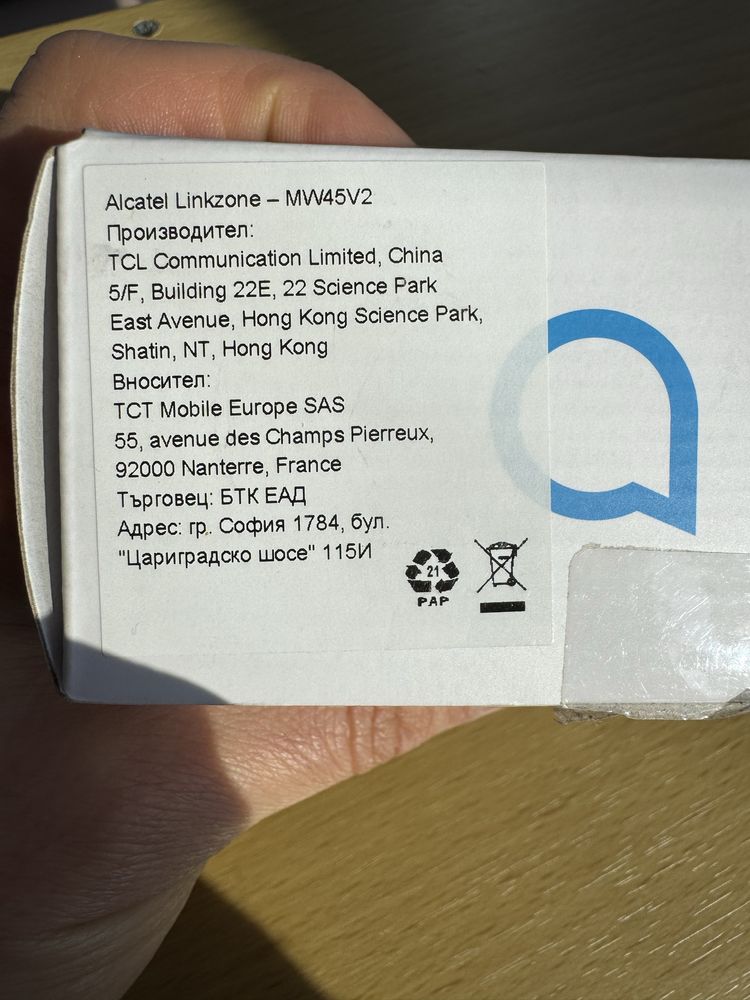 Alcatel Linkzone – MW45V2
Производител:
TCL Communication Limited, China
5/F, Building 22E, 22 Science Park
East Avenue, Hong Kong Science Park,
Shatin, NT, Hong Kong
Вносител:
TCT Mobile Europe SAS
55, avenue des Champs Pierreux,
92000 Nanterre, France
Търговец: БТК ЕАД
Адрес: гр. София 1784, бул.
"Цариградско шосе" 115И
21
PAP